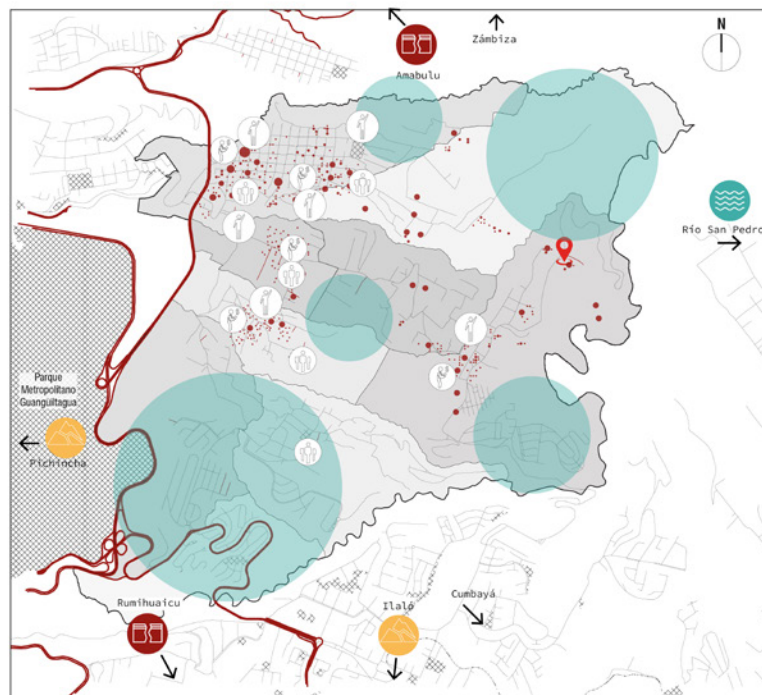 N
Zámbiza
Amabulu
Río San Pedro
Parque
Metropolitano
Guangüiltagua
Pichincha
Rumihuaicu
Ilaló
Cumbayá